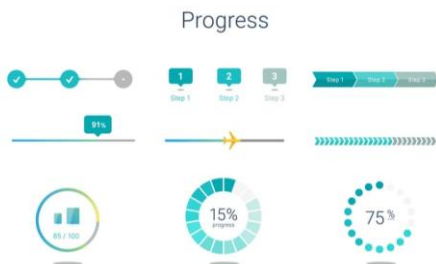 Progress
1 2 3
Step 1 Step 2 Step 3
Step 1 Step 2 Step 3
91%
65 / 100
15%
progress
75%